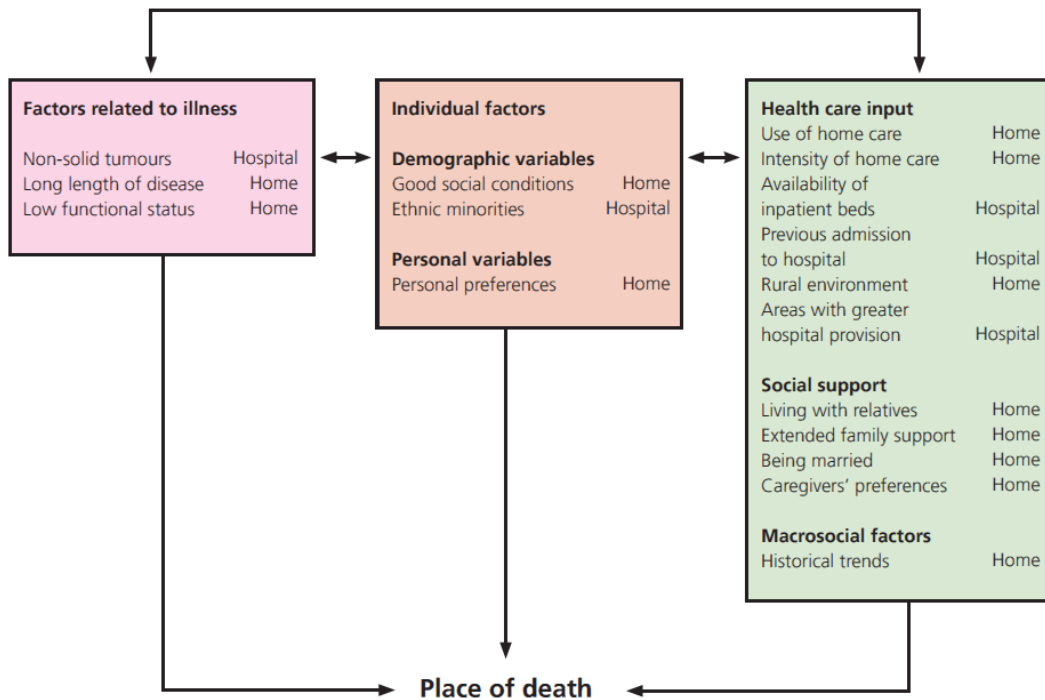 Factors related to illness
Non-solid tumours Hospital
Long length of disease Home
Low functional status Home
Individual factors
Demographic variables
Good social conditions Home
Ethnic minorities Hospital
Personal variables
Personal preferences Home
Health care input
Use of home care Home
Intensity of home care Home
Availability of
inpatient beds Hospital
Previous admission
to hospital Hospital
Rural environment Home
Areas with greater
hospital provision Hospital
Social support
Living with relatives Home
Extended family support Home
Being married Home
Caregivers’ preferences Home
Macrosocial factors
Historical trends Home
Place of death